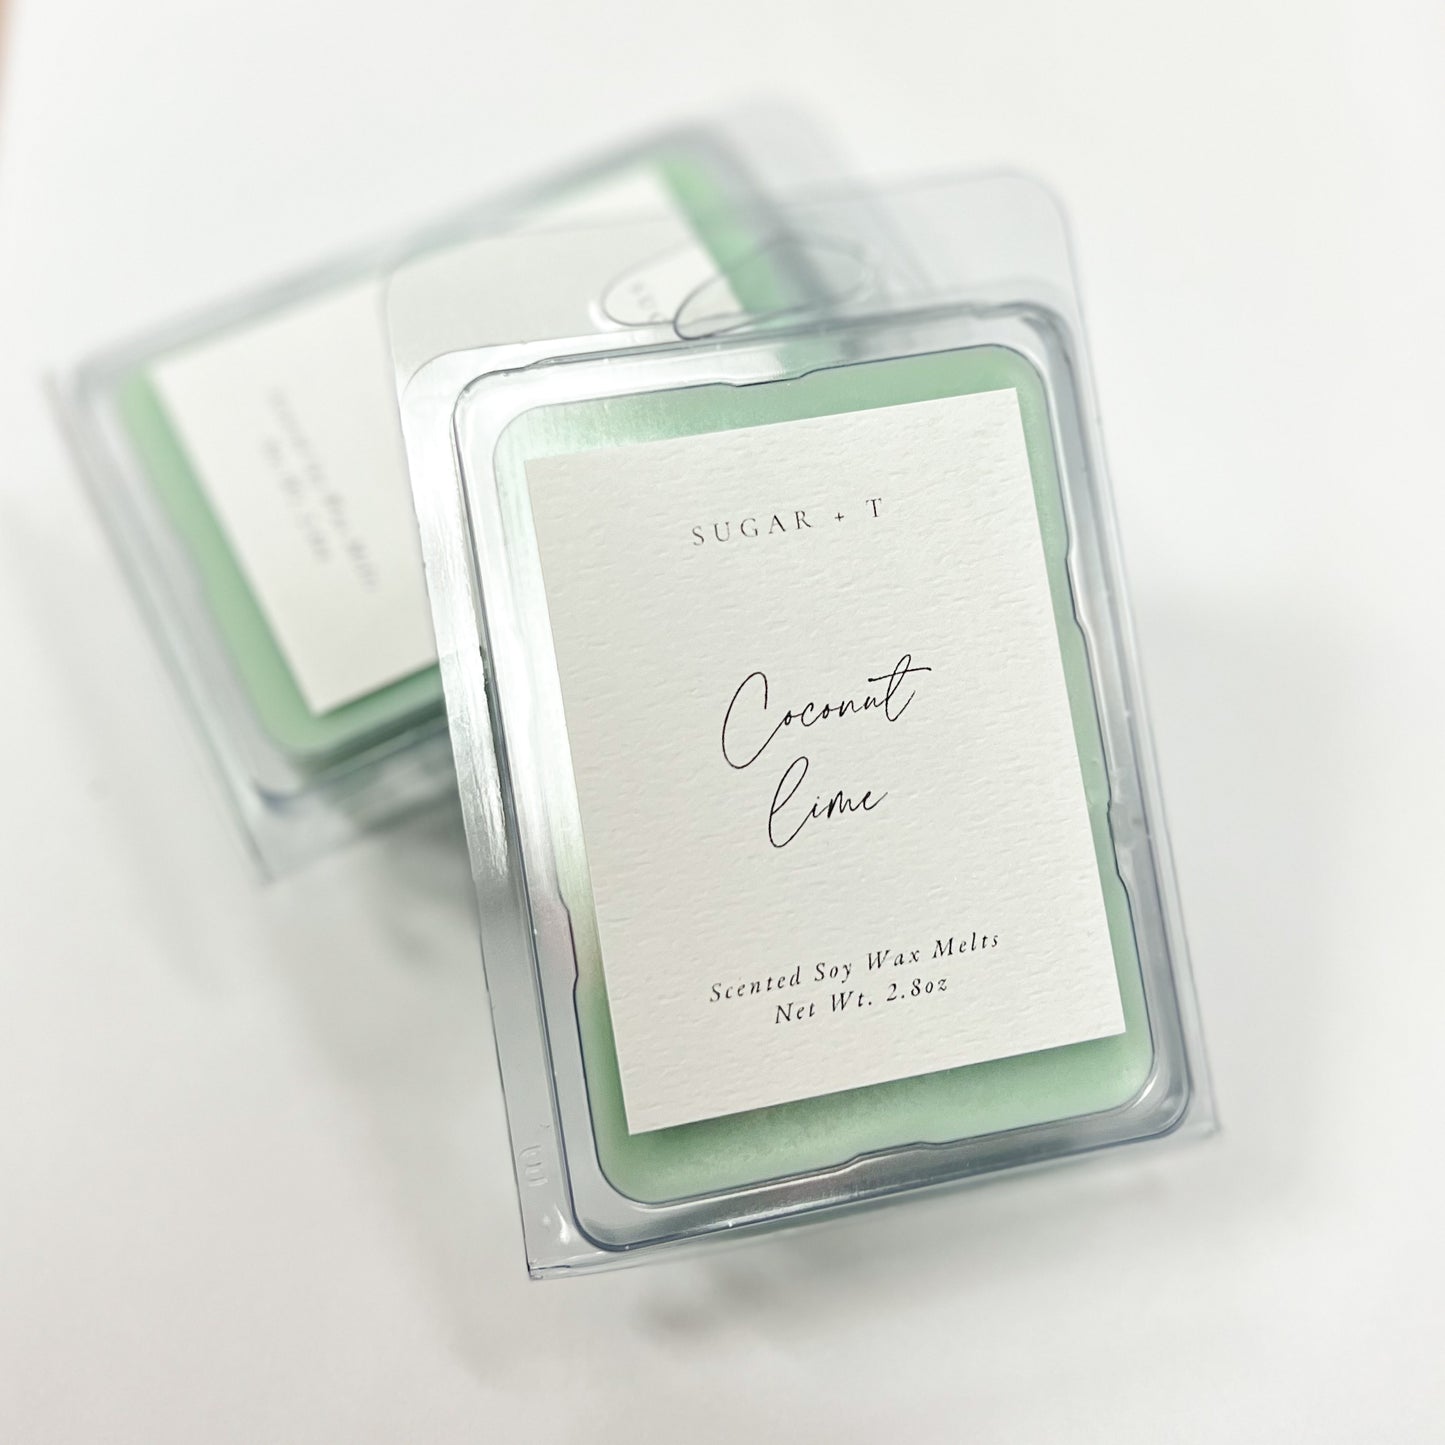 SUGAR + T
Coconut
Lime
Scented Soy Wax Melts
Net Wt. 2.8oz